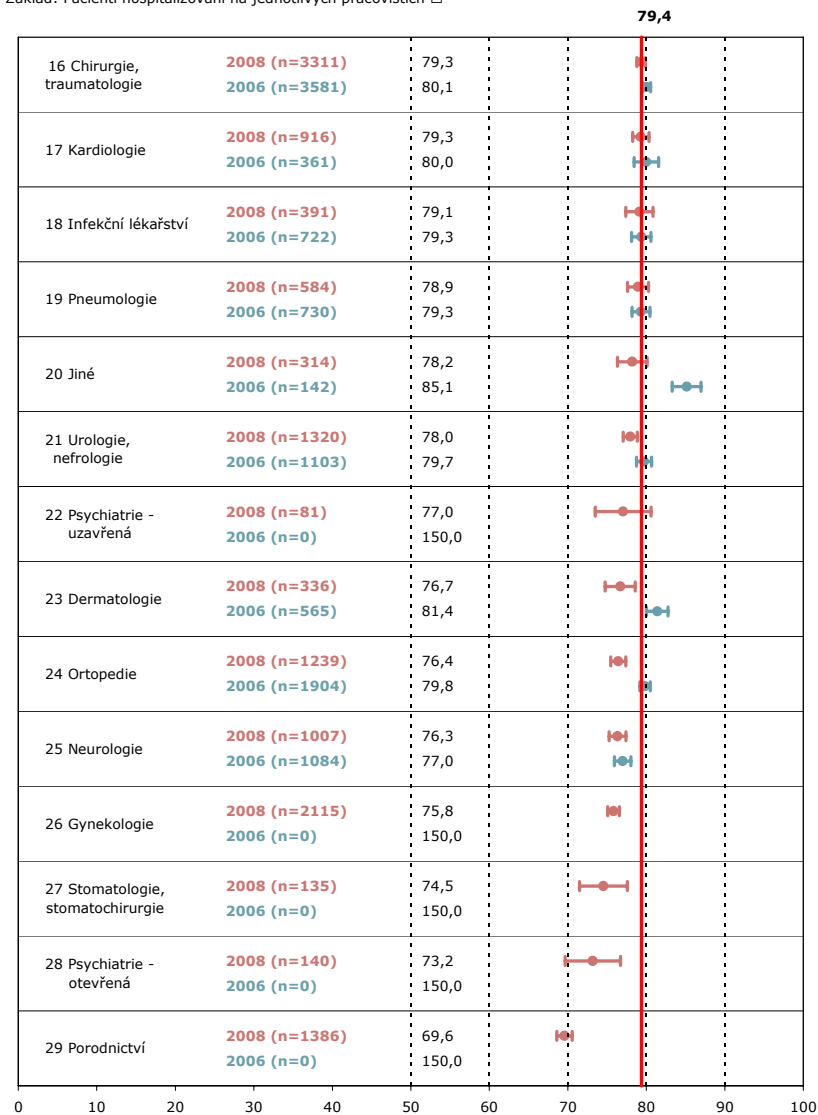 Základ: Pacienti hospitalizovaní na jednotlivých pracovištích □
79,4
16 Chirurgie,
traumatologie
2008 (n=3311) 79,3
2006 (n=3581) 80,1
17 Kardiologie
2008 (n=916) 79,3
2006 (n=361) 80,0
18 Infekční lékařství
2008 (n=391) 79,1
2006 (n=722) 79,3
19 Pneumologie
2008 (n=584) 78,9
2006 (n=730) 79,3
20 Jiné
2008 (n=314) 78,2
2006 (n=142) 85,1
21 Urologie,
nefrologie
2008 (n=1320) 78,0
2006 (n=1103) 79,7
22 Psychiatrie -
uzavřená
2008 (n=81) 77,0
2006 (n=0) 150,0
23 Dermatologie
2008 (n=336) 76,7
2006 (n=565) 81,4
24 Ortopedie
2008 (n=1239) 76,4
2006 (n=1904) 79,8
25 Neurologie
2008 (n=1007) 76,3
2006 (n=1084) 77,0
26 Gynekologie
2008 (n=2115) 75,8
2006 (n=0) 150,0
27 Stomatologie,
stomatochirurgie
2008 (n=135) 74,5
2006 (n=0) 150,0
28 Psychiatrie -
otevřená
2008 (n=140) 73,2
2006 (n=0) 150,0
29 Porodnictví
2008 (n=1386) 69,6
2006 (n=0) 150,0
0 10 20 30 40 50 60 70 80 90 100